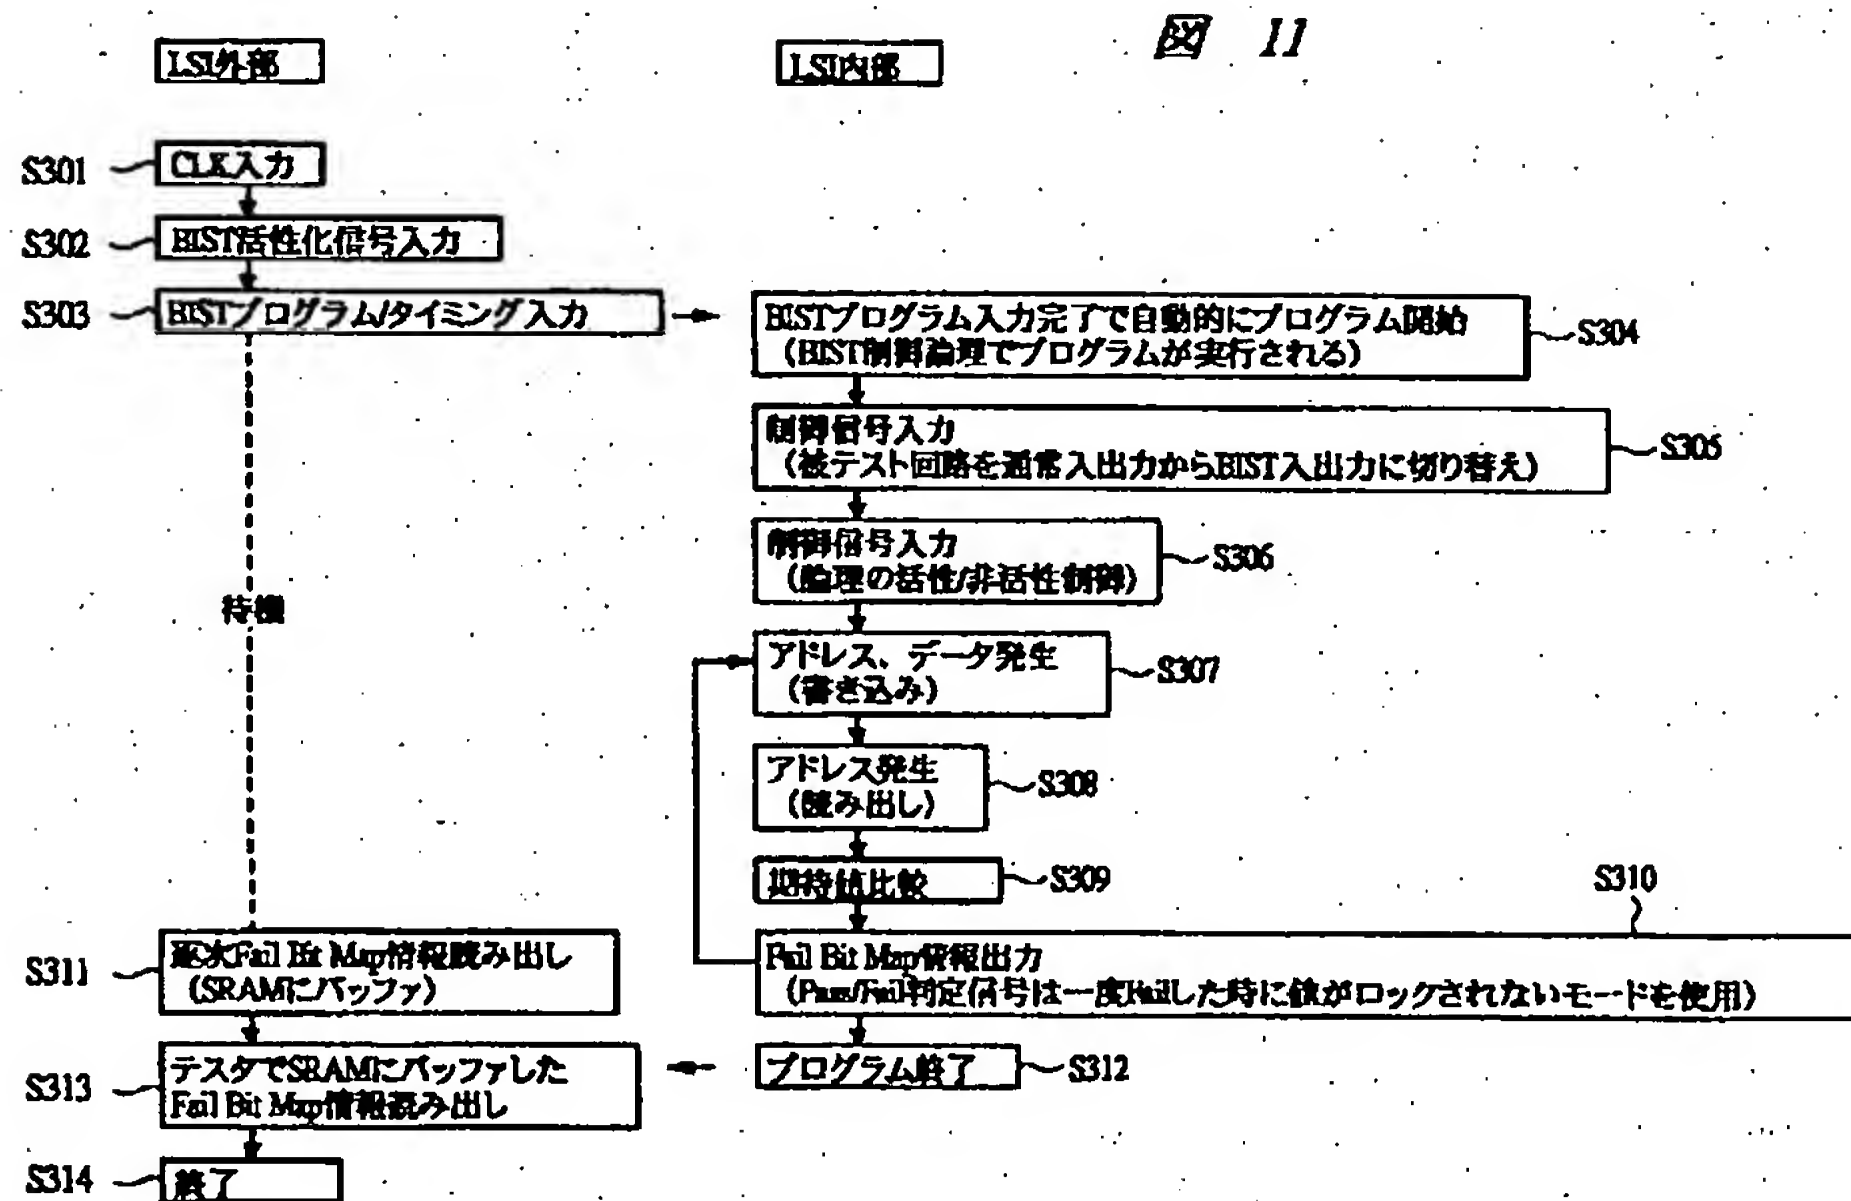 図 11
LSI外部
LSI内部
S301
CLK入力
S302
BIST活性化信号入力
S303
BISTプログラム/タイミング入力
BISTプログラム入力完了で自動的にプログラム開始
(BIST制御論理でプログラムが実行される)
S304
制御信号入力
(被テスト回路を通常入出力からBIST入出力に切り替え)
S305
制御信号入力
(論理の活性/非活性制御)
S306
待機
アドレス、データ発生
(書き込み)
S307
アドレス発生
(読み出し)
S308
期待値比較
S309
S310
S311
逐次Fail Bit Map情報読み出し
(SRAMにバッファ)
Fail Bit Map情報出力
(Pass/Fail判定信号は一度Failした時に値がロックされないモードを使用)
S313
テスタでSRAMにバッファした
Fail Bit Map情報読み出し
プログラム終了
S312
S314
終了